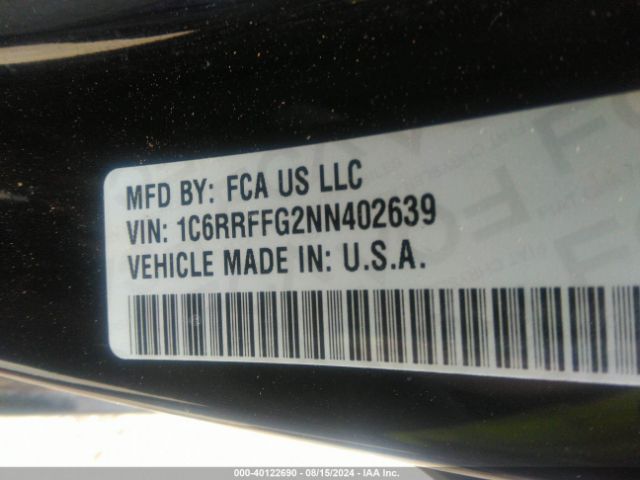 MFD BY: FCA US LLC
VIN: 1C6RRFFG2NN402639
VEHICLE MADE IN: U.S.A.
000-40122690 - 08/15/2024 - IAA Inc.